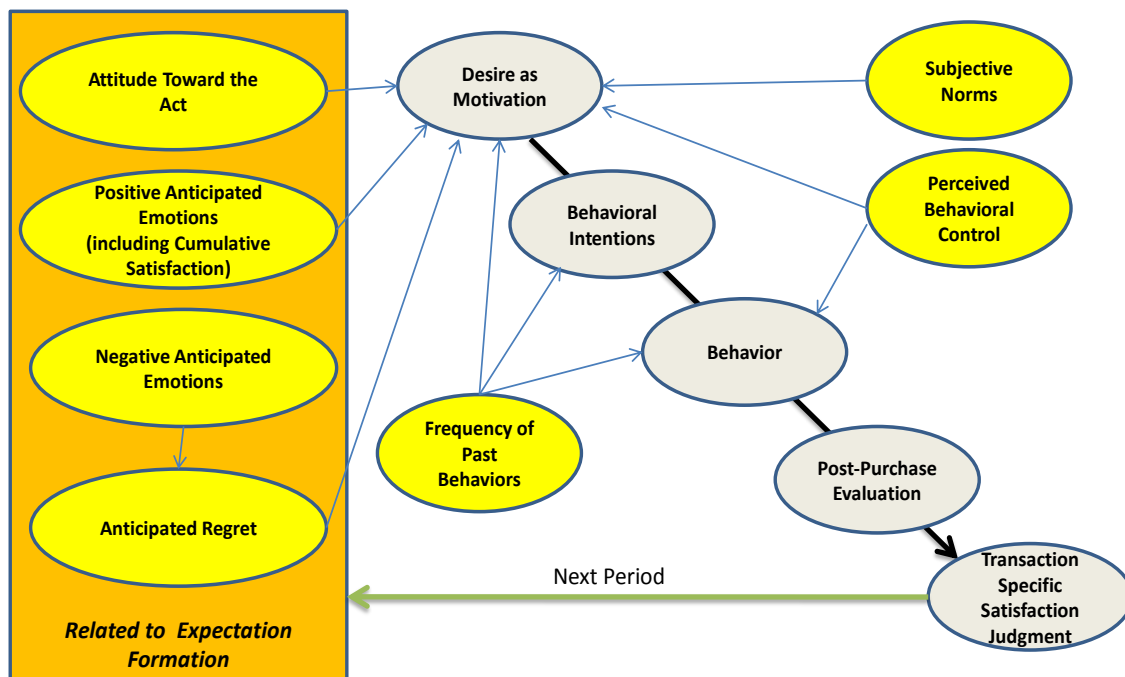 Attitude Toward the
Act
Positive Anticipated
Emotions
(including Cumulative
Satisfaction)
Negative Anticipated
Emotions
Anticipated Regret
Related to Expectation
Formation
Desire as
Motivation
Behavioral
Intentions
Behavior
Frequency of
Past
Behaviors
Post-Purchase
Evaluation
Subjective
Norms
Perceived
Behavioral
Control
Next Period
Transaction
Specific
Satisfaction
Judgment